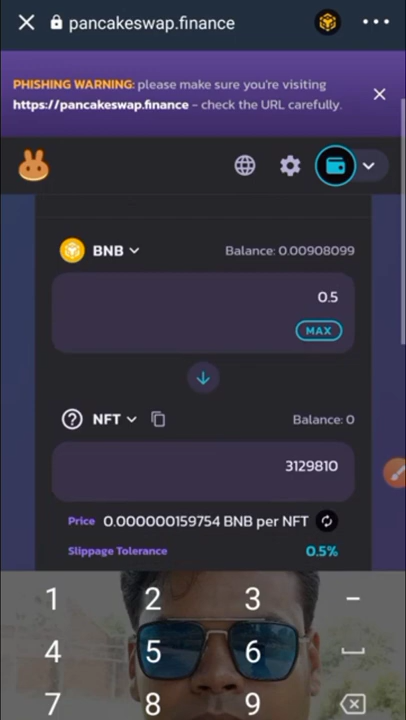 pancakeswap.finance
PHISHING WARNING: please make sure you're visiting
https://pancakeswap.finance - check the URL carefully.
BNB Balance: 0.00908099
0.5
MAX
NFT Balance: 0
3129810
Price 0.000000159754 BNB per NFT
Slippage Tolerance 0.5%
1 2 3 -
4 5 6
7 8 9